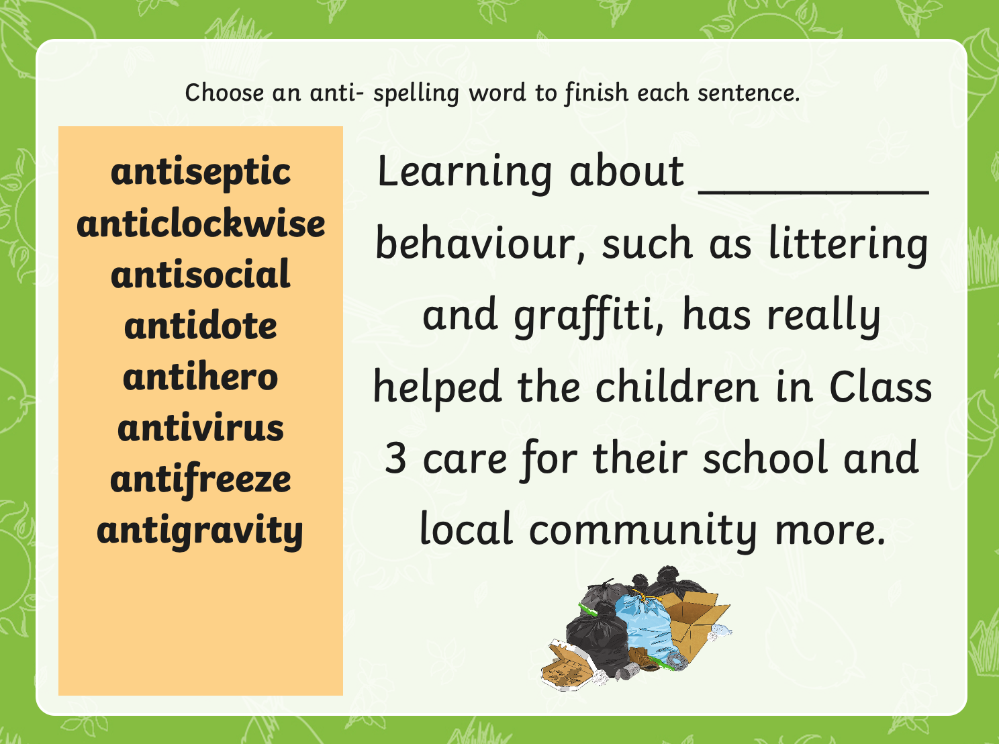 Choose an anti- spelling word to finish each sentence.
antiseptic
anticlockwise
antisocial
antidote
antihero
antivirus
antifreeze
antigravity
Learning about _________
behaviour, such as littering
and graffiti, has really
helped the children in Class
3 care for their school and
local community more.